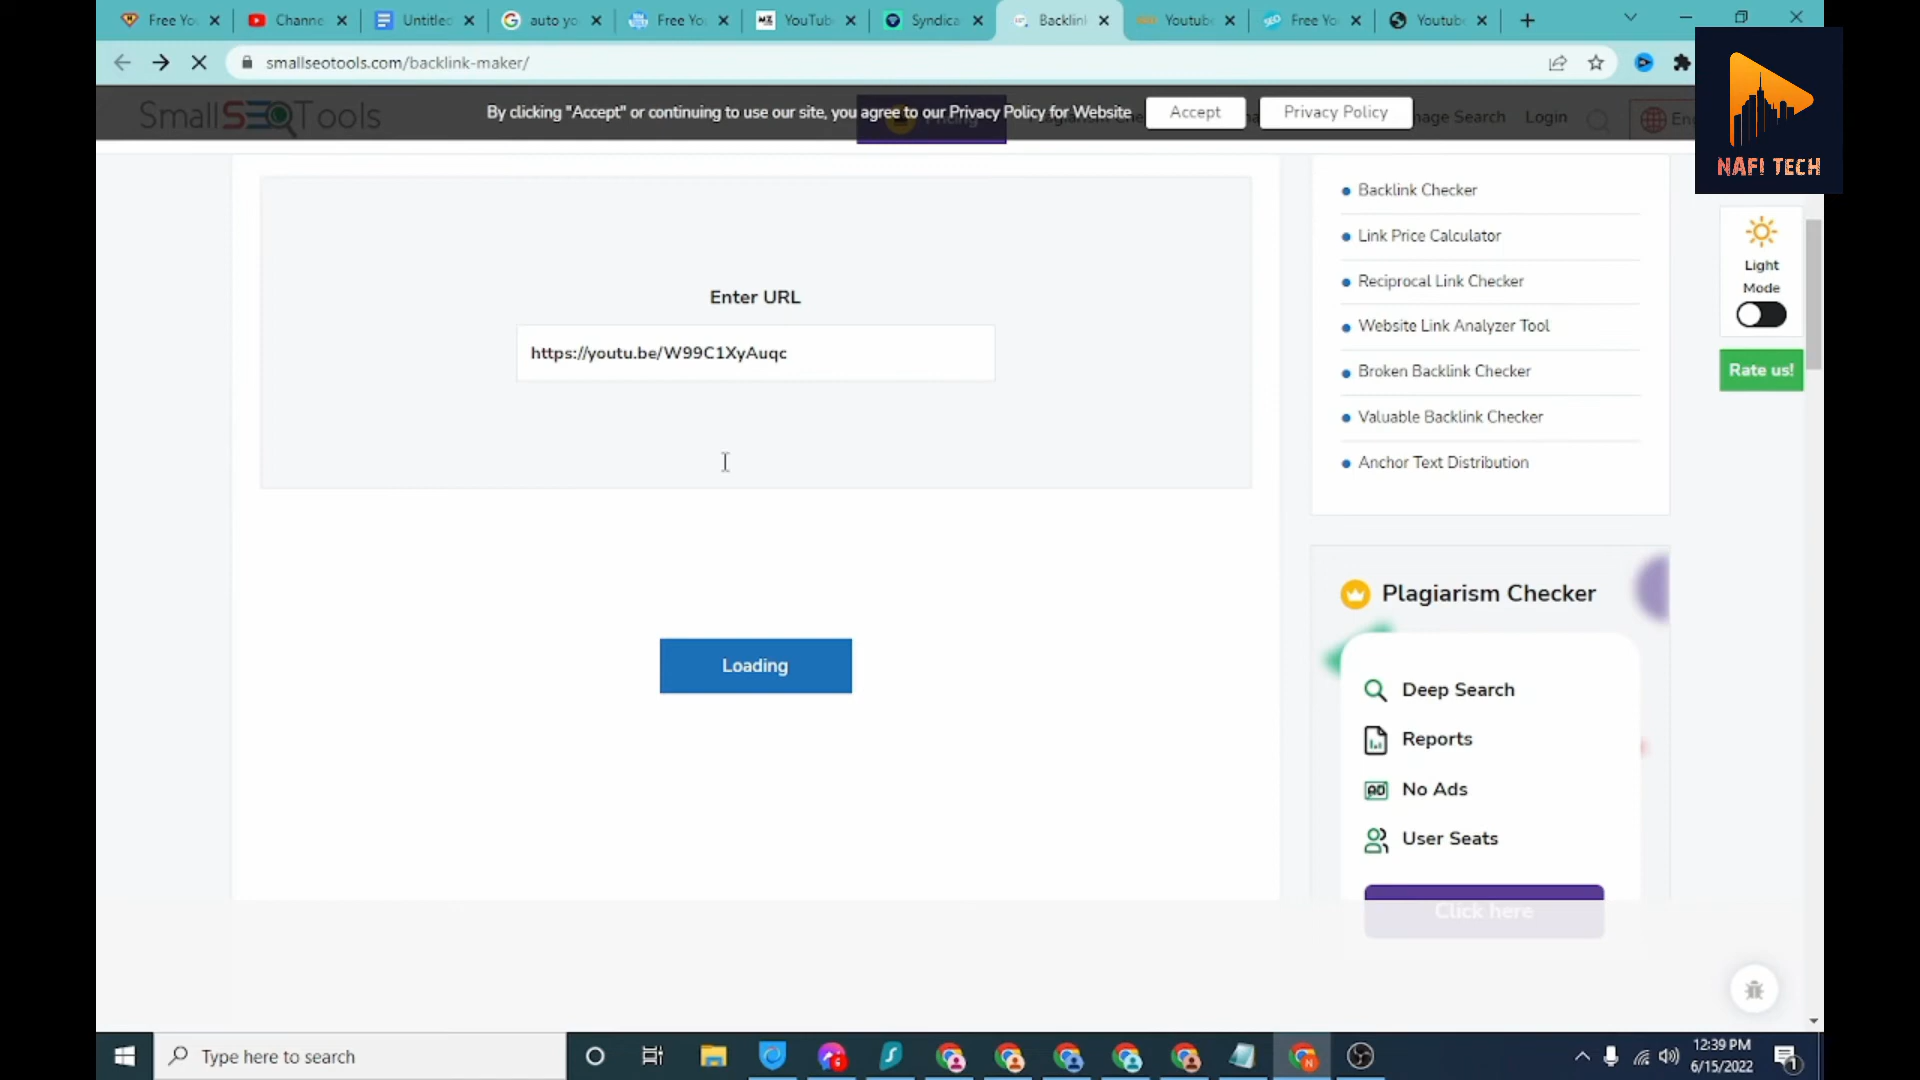 Free Yo
Channe
Untitled
auto yo
Free Yo
YouTub
Syndica
Backlin
Youtub
Free Yo
Youtub
smallseotools.com/backlink-maker/
SmallSEOTools
By clicking "Accept" or continuing to use our site, you agree to our Privacy Policy for Website
Accept
Privacy Policy
Search
Login
NAFI TECH
Enter URL
https://youtu.be/W99C1XyAuqc
Loading
Backlink Checker
Link Price Calculator
Reciprocal Link Checker
Website Link Analyzer Tool
Broken Backlink Checker
Valuable Backlink Checker
Anchor Text Distribution
Light
Mode
Rate us!
Plagiarism Checker
Deep Search
Reports
No Ads
User Seats
Click here
Type here to search
12:39 PM
6/15/2022